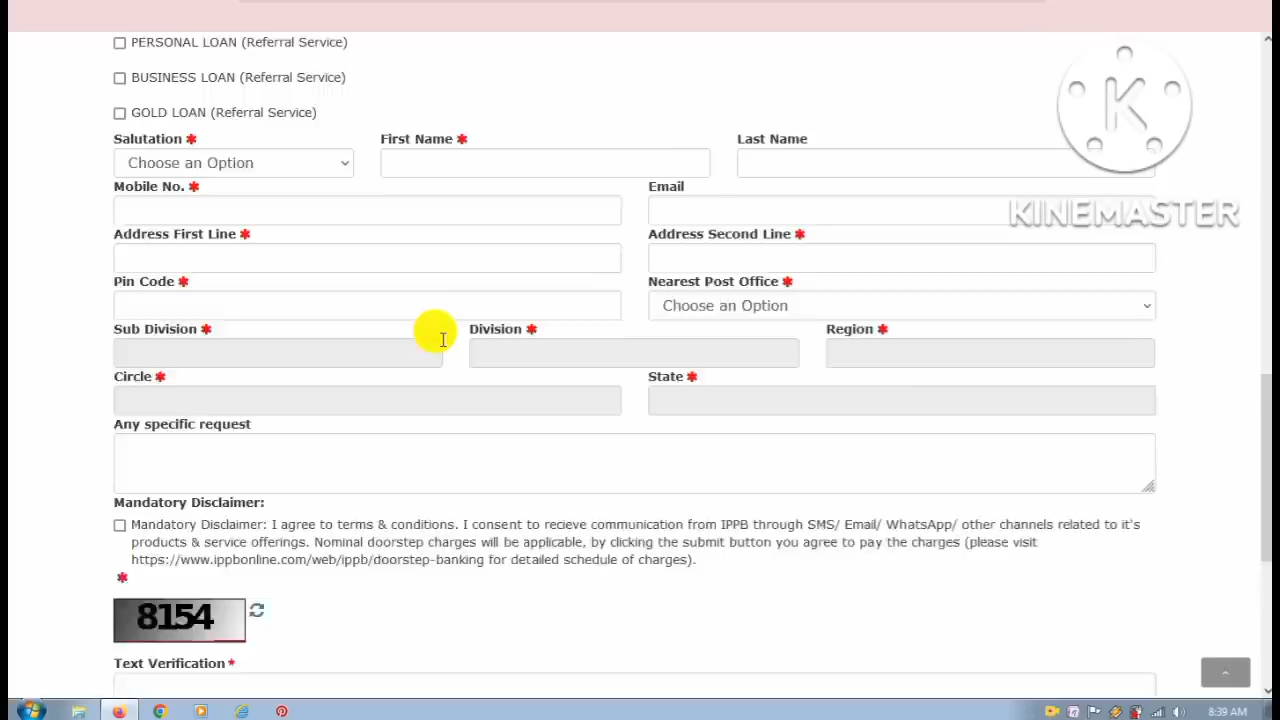 PERSONAL LOAN (Referral Service)
BUSINESS LOAN (Referral Service)
GOLD LOAN (Referral Service)
Salutation * First Name * Last Name
Choose an Option
Mobile No. * Email
KINEMASTER
Address First Line * Address Second Line *
Pin Code * Nearest Post Office *
Choose an Option
Sub Division * Division * Region *
Circle * State *
Any specific request
Mandatory Disclaimer:
Mandatory Disclaimer: I agree to terms & conditions. I consent to recieve communication from IPPB through SMS/ Email/ WhatsApp/ other channels related to it's
products & service offerings. Nominal doorstep charges will be applicable, by clicking the submit button you agree to pay the charges (please visit
https://www.ippbonline.com/web/ippb/doorstep-banking for detailed schedule of charges).
*
8154
Text Verification *
8:39 AM